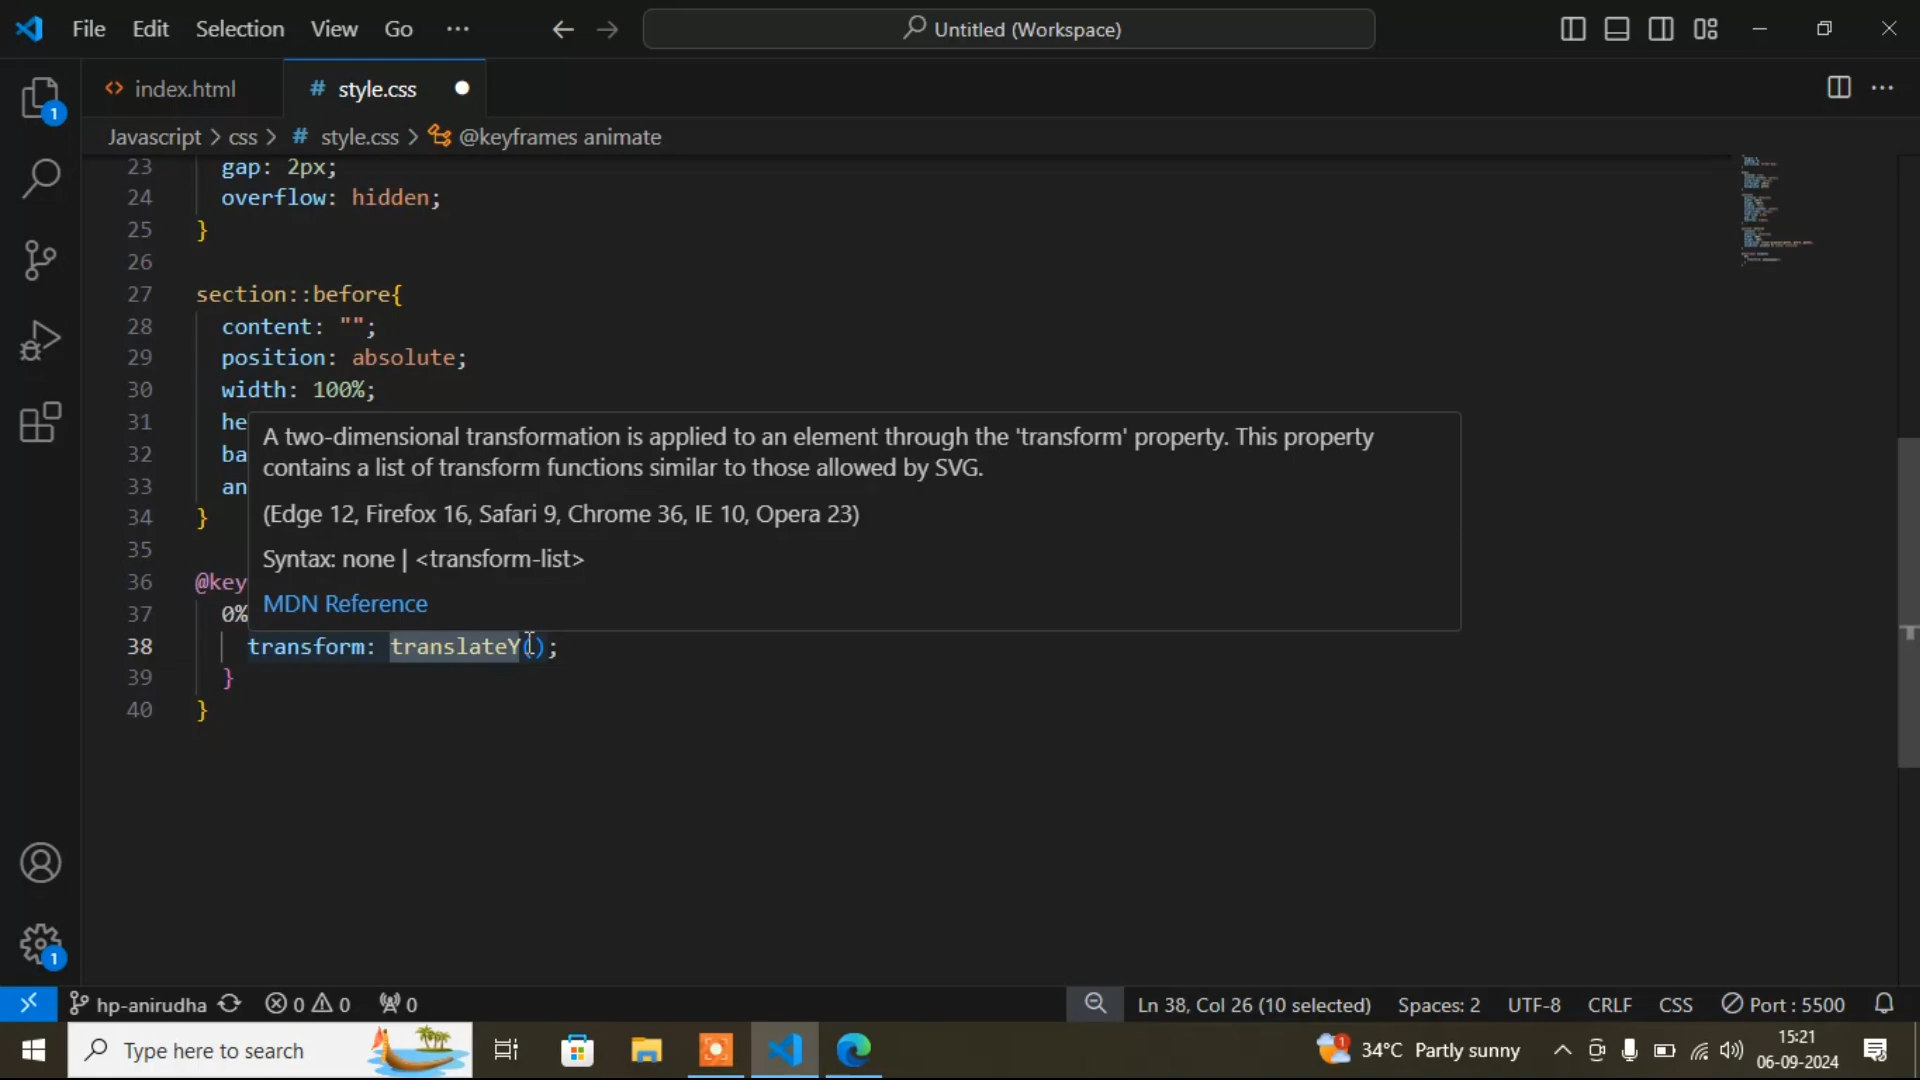 File Edit Selection View Go ··· Untitled (Workspace)
index.html # style.css
Javascript > css > # style.css > @keyframes animate
1
23 gap: 2px;
24 overflow: hidden;
25 }
26
27 section::before{
28 content: "";
29 position: absolute;
30 width: 100%;
31 he
32 ba
33 an
34 }
35
36 @key
37 0%
38 transform: translateY();
39 }
40 }
A two-dimensional transformation is applied to an element through the 'transform' property. This property
contains a list of transform functions similar to those allowed by SVG.
(Edge 12, Firefox 16, Safari 9, Chrome 36, IE 10, Opera 23)
Syntax: none | <transform-list>
MDN Reference
1
hp-anirudha 0 0 0 Ln 38, Col 26 (10 selected) Spaces: 2 UTF-8 CRLF CSS Port : 5500
Type here to search 1 34°C Partly sunny 15:21
06-09-2024